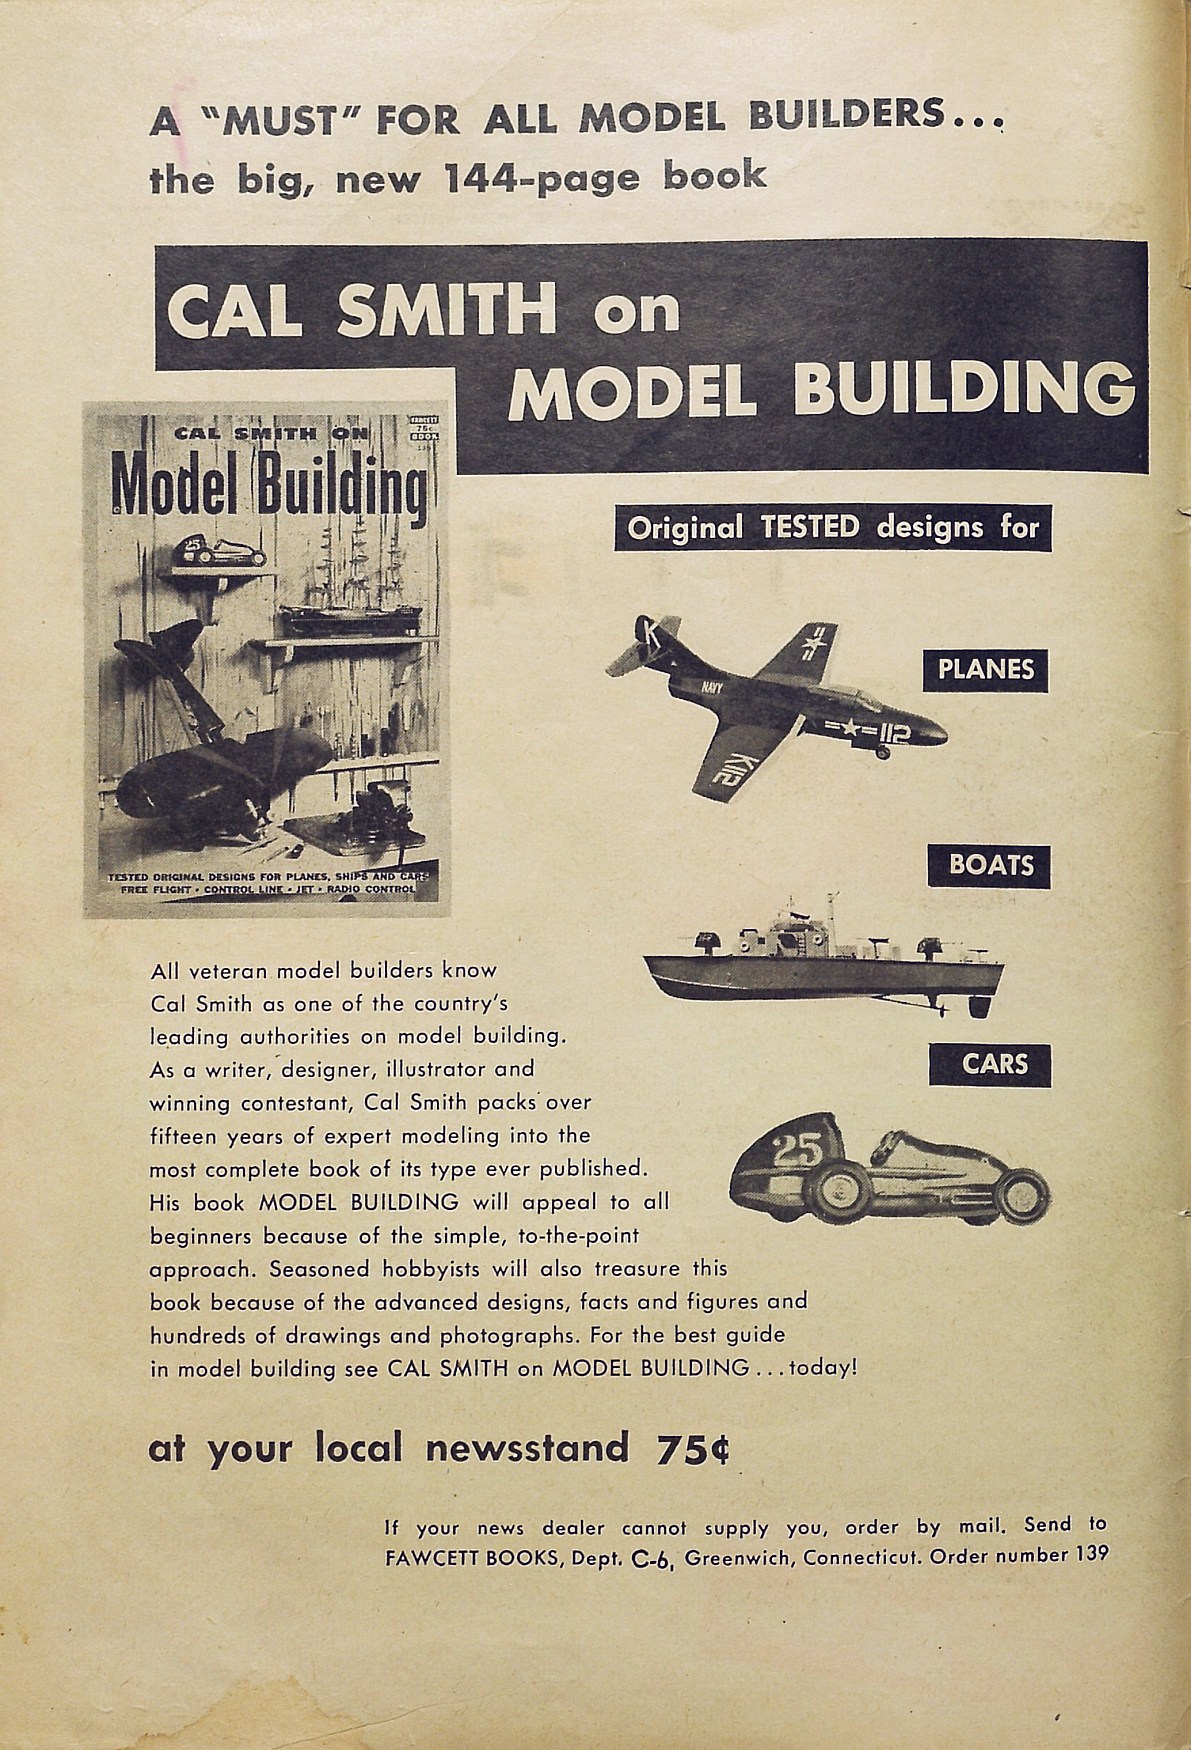 A "MUST" FOR ALL MODEL BUILDERS...
the big, new 144-page book
CAL SMITH on
MODEL BUILDING
CAL SMITH ON
Model Building
FAWCETT
75¢
BOOK
139
25
TESTED ORIGINAL DESIGNS FOR PLANES, SHIPS AND CARS
FREE FLIGHT • CONTROL LINE • JET • RADIO CONTROL
Original TESTED designs for
PLANES
K
NAVY
112
K112
BOATS
CARS
25
All veteran model builders know
Cal Smith as one of the country's
leading authorities on model building.
As a writer, designer, illustrator and
winning contestant, Cal Smith packs over
fifteen years of expert modeling into the
most complete book of its type ever published.
His book MODEL BUILDING will appeal to all
beginners because of the simple, to-the-point
approach. Seasoned hobbyists will also treasure this
book because of the advanced designs, facts and figures and
hundreds of drawings and photographs. For the best guide
in model building see CAL SMITH on MODEL BUILDING...today!
at your local newsstand 75¢
If your news dealer cannot supply you, order by mail. Send to
FAWCETT BOOKS, Dept. C-6, Greenwich, Connecticut. Order number 139